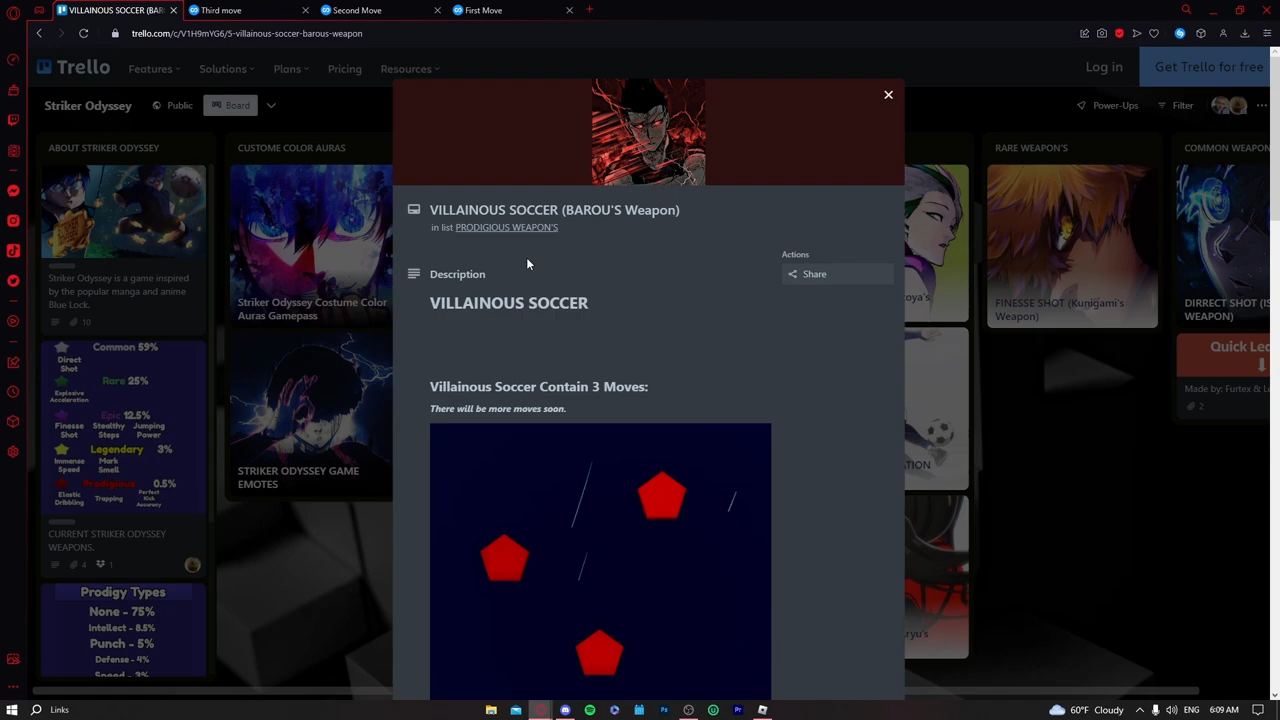 VILLAINOUS SOCCER (BAR
Third move
Second Move
First Move
trello.com/c/V1H9mYG6/5-villainous-soccer-barous-weapon
Trello
Features
Solutions
Plans
Pricing
Resources
Log in
Get Trello for free
Striker Odyssey
Public
Board
Power-Ups
Filter
ABOUT STRIKER ODYSSEY
Striker Odyssey is a game inspired
by the popular manga and anime
Blue Lock.
10
Common 59%
Direct
Shot
Rare 25%
Explosive
Acceleration
Epic 12.5%
Finesse
Shot
Stealthy
Steps
Jumping
Power
Legendary 3%
Immense
Speed
Mark
Smell
Prodigious 0.5%
Elastic
Dribbling
Trapping
Perfect
Kick
Accuracy
CURRENT STRIKER ODYSSEY
WEAPONS.
4
1
Prodigy Types
None - 75%
Intellect - 8.5%
Punch - 5%
Defense - 4%
Speed - 3%
CUSTOME COLOR AURAS
Striker Odyssey Costume Color
Auras Gamepass
STRIKER ODYSSEY GAME
EMOTES
VILLAINOUS SOCCER (BAROU'S Weapon)
in list PRODIGIOUS WEAPON'S
Description
VILLAINOUS SOCCER
Villainous Soccer Contain 3 Moves:
There will be more moves soon.
Actions
Share
RARE WEAPON'S
FINESSE SHOT (Kunigami's
Weapon)
COMMON WEAPON
DIRRECT SHOT (IS
WEAPON)
Quick Le
Made by: Furtex & L
2
Links
60°F Cloudy
6:09 AM